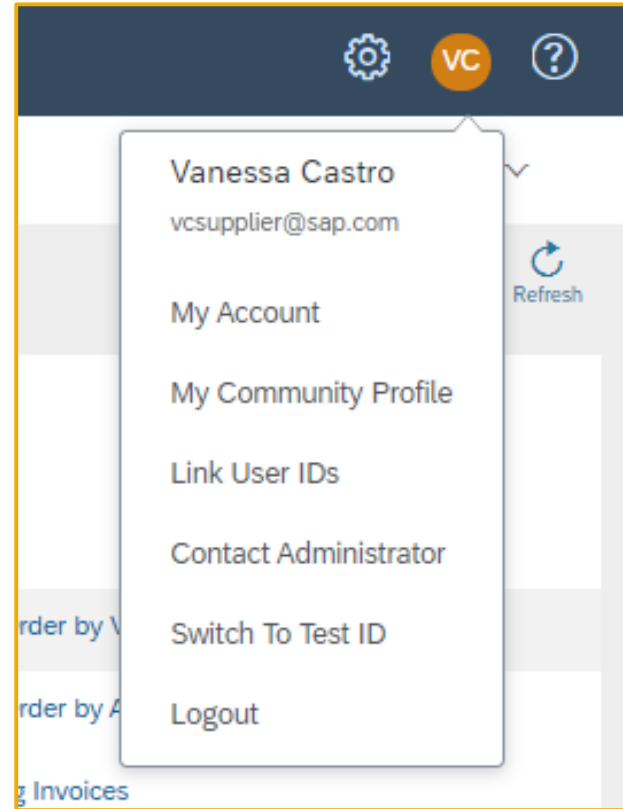 VC
?
Vanessa Castro
vcsupplier@sap.com
Refresh
My Account
My Community Profile
Link User IDs
Contact Administrator
rder by V
Switch To Test ID
rder by A
Logout
g Invoices